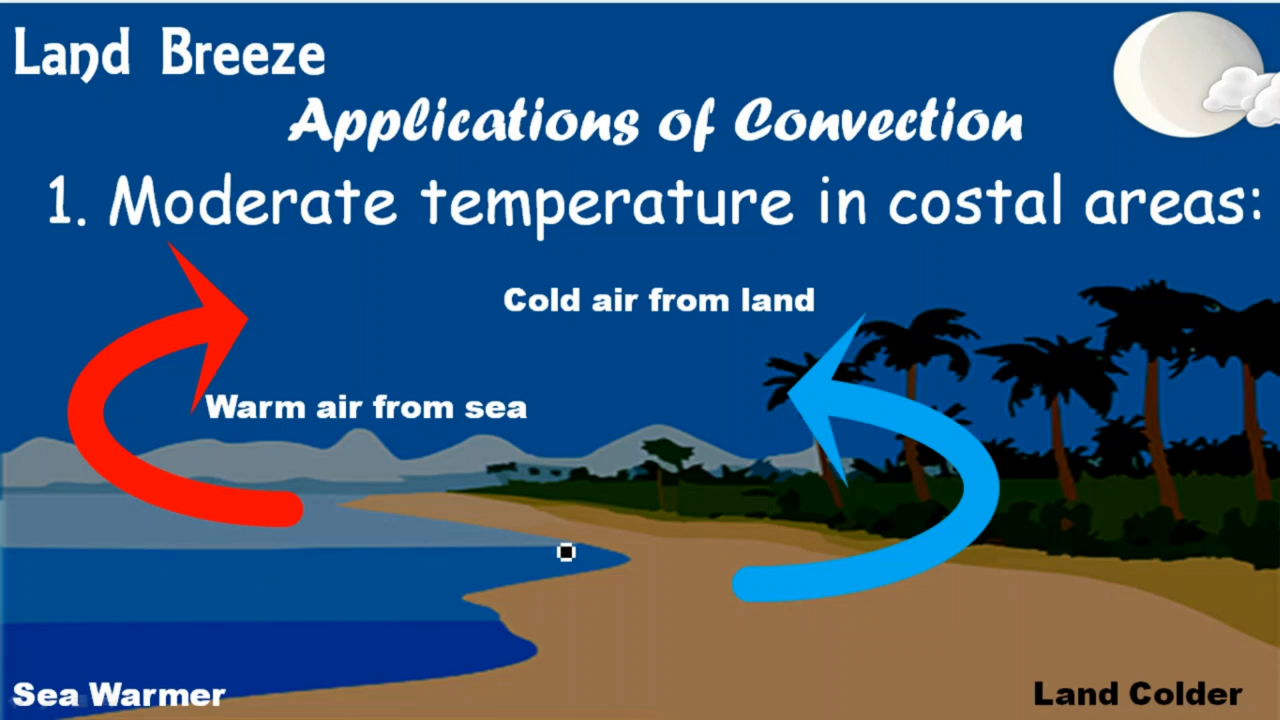 Land Breeze
Applications of Convection
1. Moderate temperature in costal areas:
Cold air from land
Warm air from sea
Sea Warmer
Land Colder